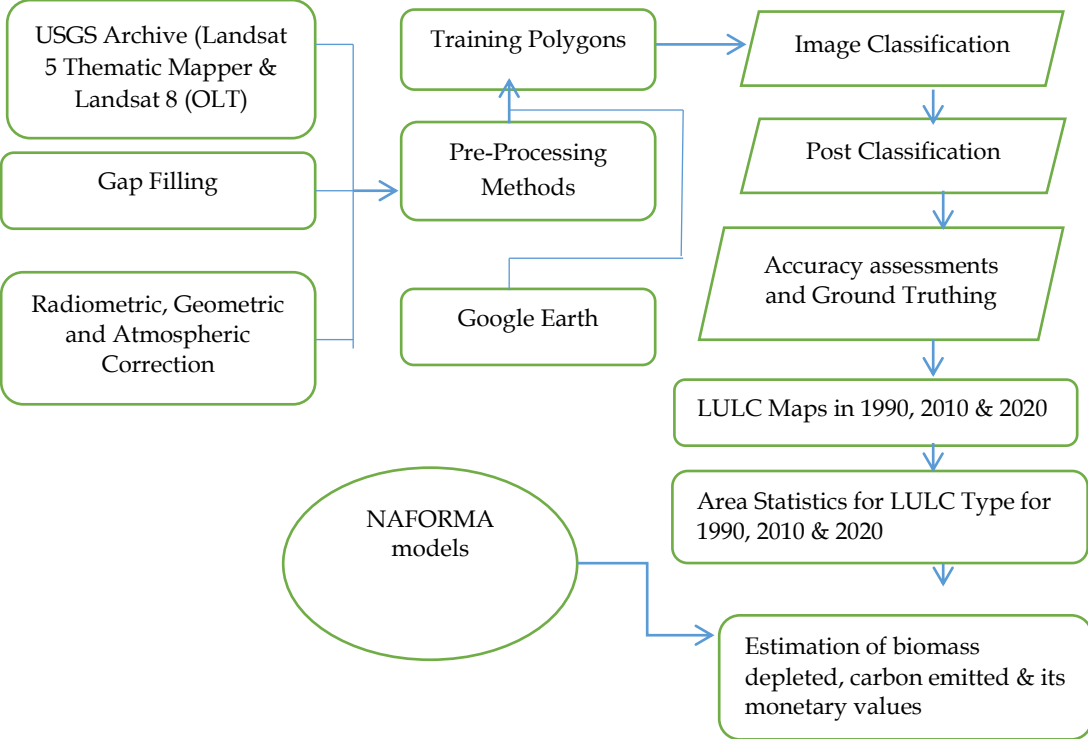 USGS Archive (Landsat
5 Thematic Mapper &
Landsat 8 (OLT)
Gap Filling
Radiometric, Geometric
and Atmospheric
Correction
Training Polygons
Pre-Processing
Methods
Google Earth
Image Classification
Post Classification
Accuracy assessments
and Ground Truthing
LULC Maps in 1990, 2010 & 2020
Area Statistics for LULC Type for
1990, 2010 & 2020
NAFORMA
models
Estimation of biomass
depleted, carbon emitted & its
monetary values